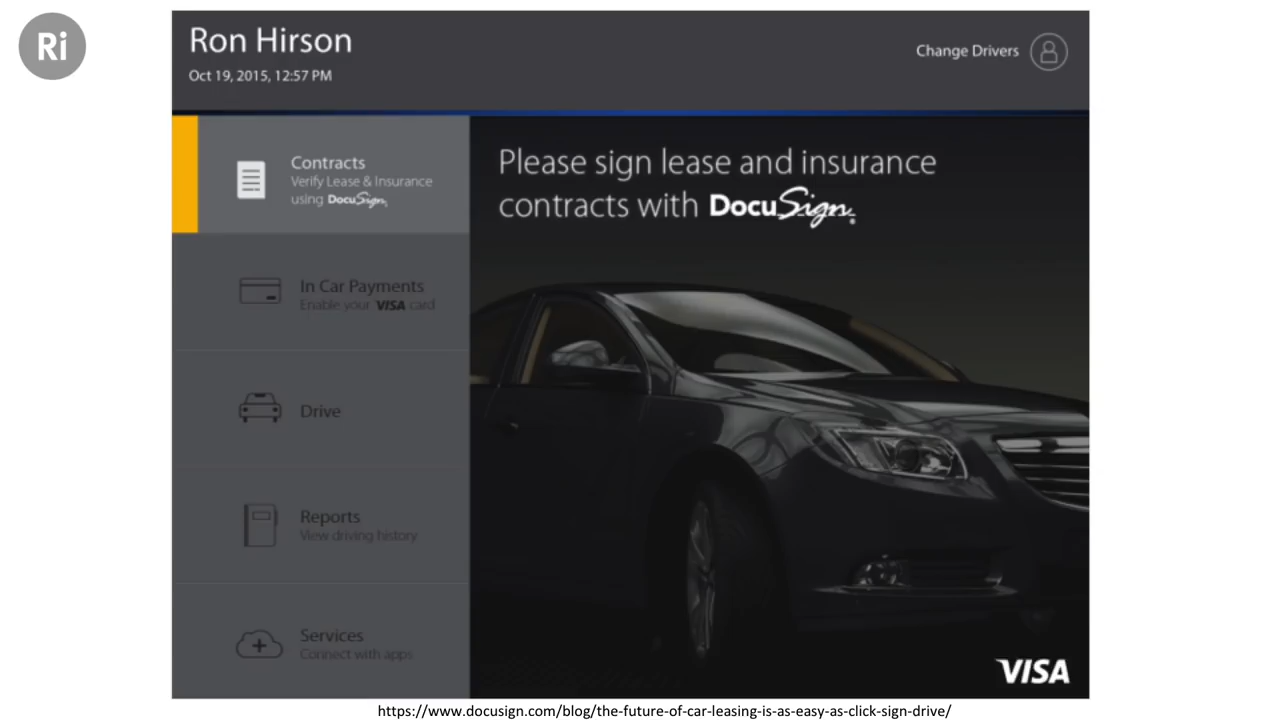 Ri
Ron Hirson
Oct 19, 2015, 12:57 PM
Change Drivers
Contracts
Verify Lease & Insurance
using DocuSign
In Car Payments
Enable your VISA card
Drive
Reports
View driving history
Services
Connect with apps
Please sign lease and insurance
contracts with DocuSign®
VISA
https://www.docusign.com/blog/the-future-of-car-leasing-is-as-easy-as-click-sign-drive/